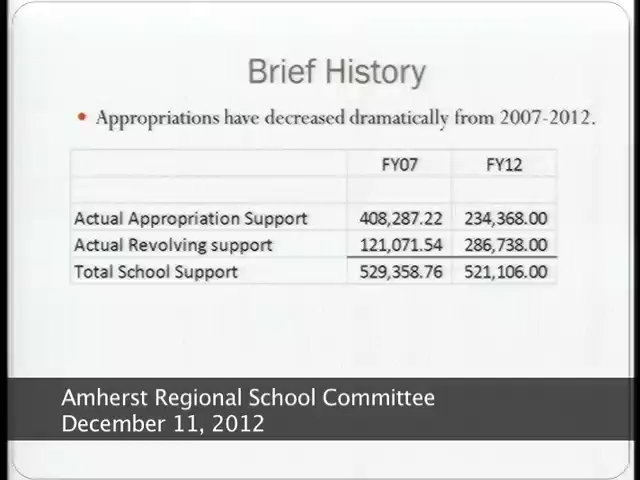 Brief History
• Appropriations have decreased dramatically from 2007-2012.
FY07 FY12
Actual Appropriation Support 408,287.22 234,368.00
Actual Revolving support 121,071.54 286,738.00
Total School Support 529,358.76 521,106.00
Amherst Regional School Committee
December 11, 2012